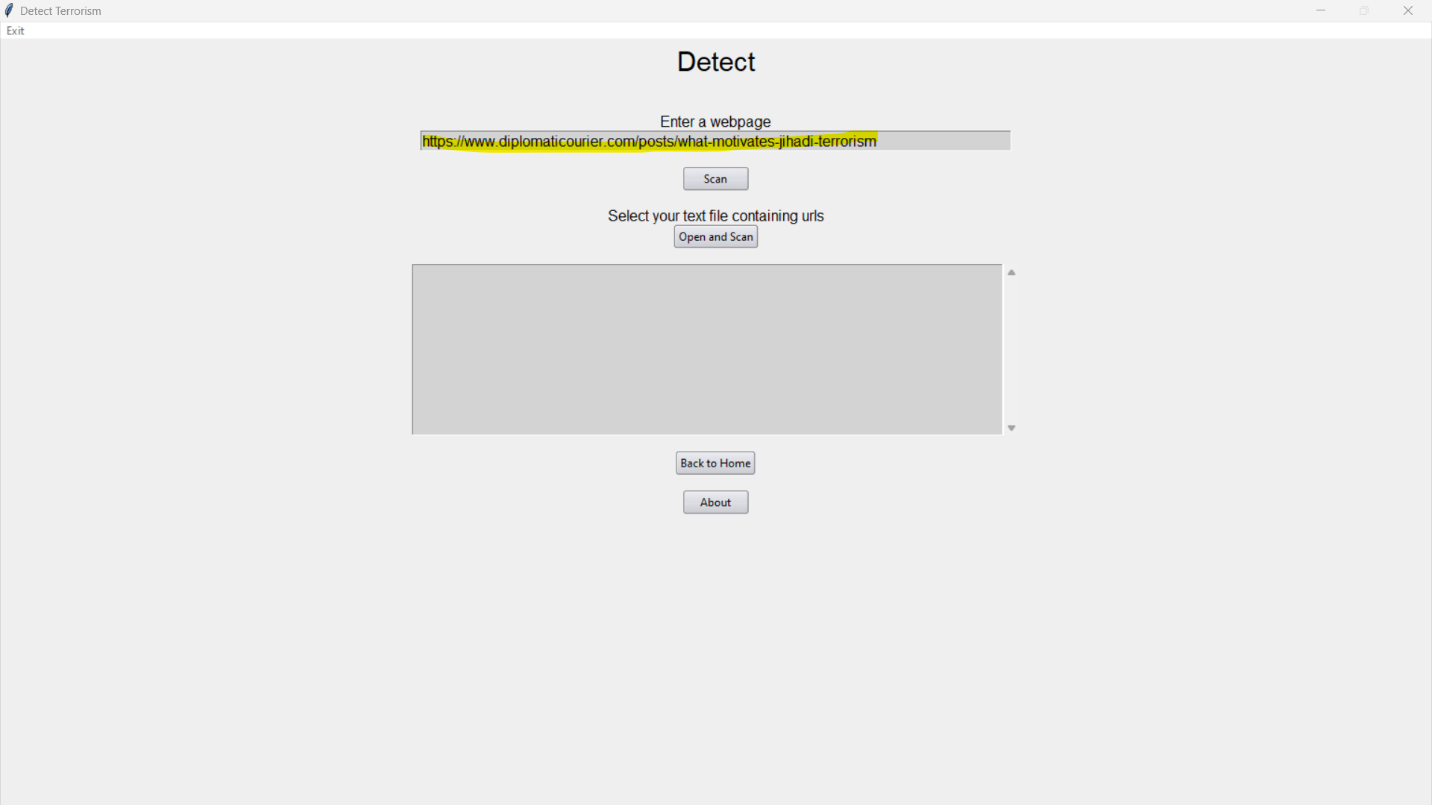 Detect Terrorism
Exit
Detect
Enter a webpage
https://www.diplomaticourier.com/posts/what-motivates-jihadi-terrorism
Scan
Select your text file containing urls
Open and Scan
Back to Home
About